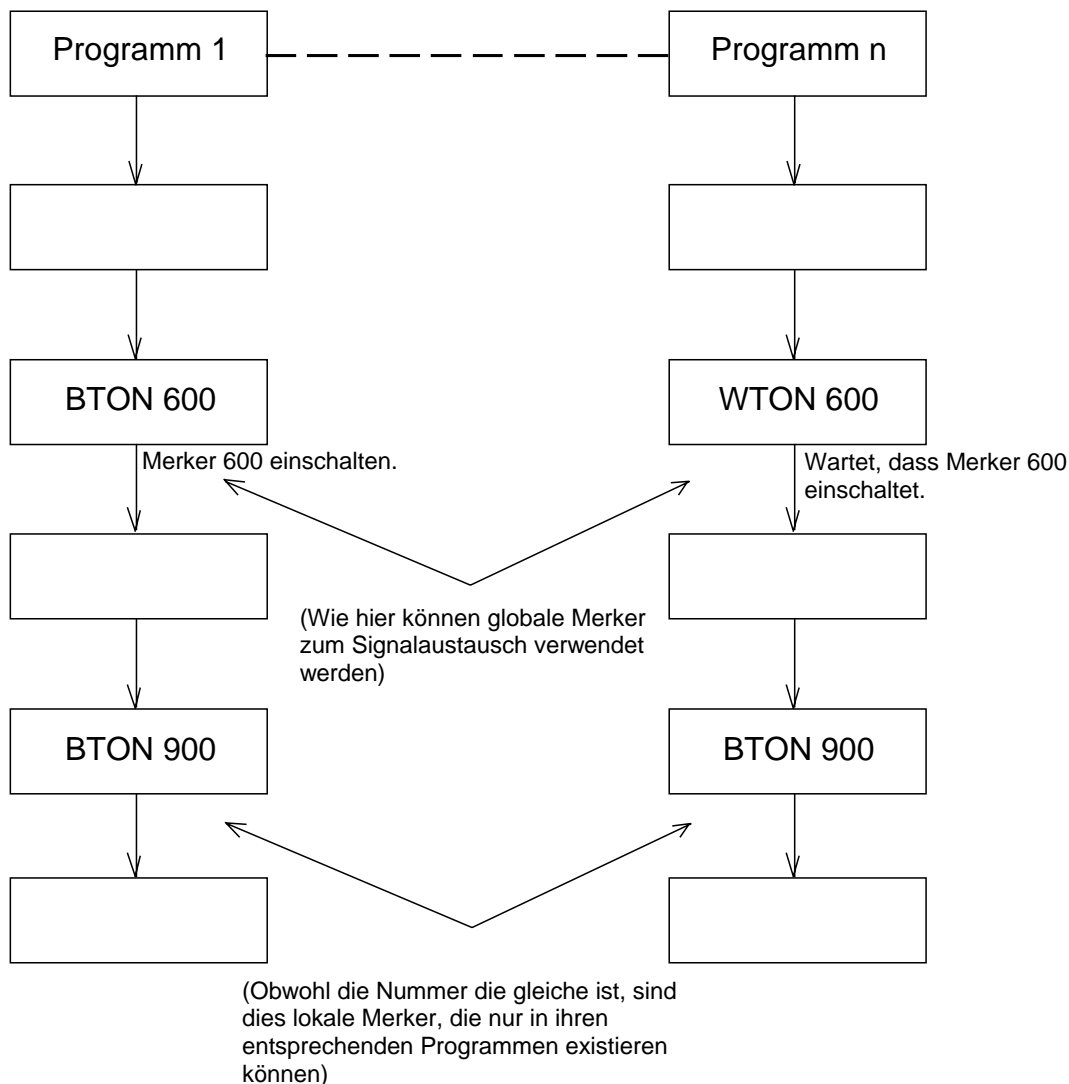 Programm 1
Programm n
BTON 600
WTON 600
Merker 600 einschalten.
Wartet, dass Merker 600
einschaltet.
(Wie hier können globale Merker
zum Signalaustausch verwendet
werden)
BTON 900
BTON 900
(Obwohl die Nummer die gleiche ist, sind
dies lokale Merker, die nur in ihren
entsprechenden Programmen existieren
können)